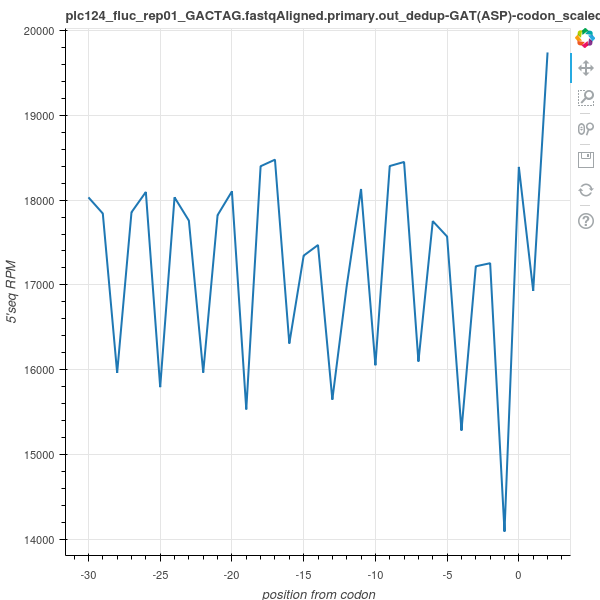 plc124_fluc_rep01_GACTAG.fastqAligned.primary.out_dedup-GAT(ASP)-codon_scaled
20000
19000
18000
17000
16000
15000
14000
5'seq RPM
-30 -25 -20 -15 -10 -5 0
position from codon